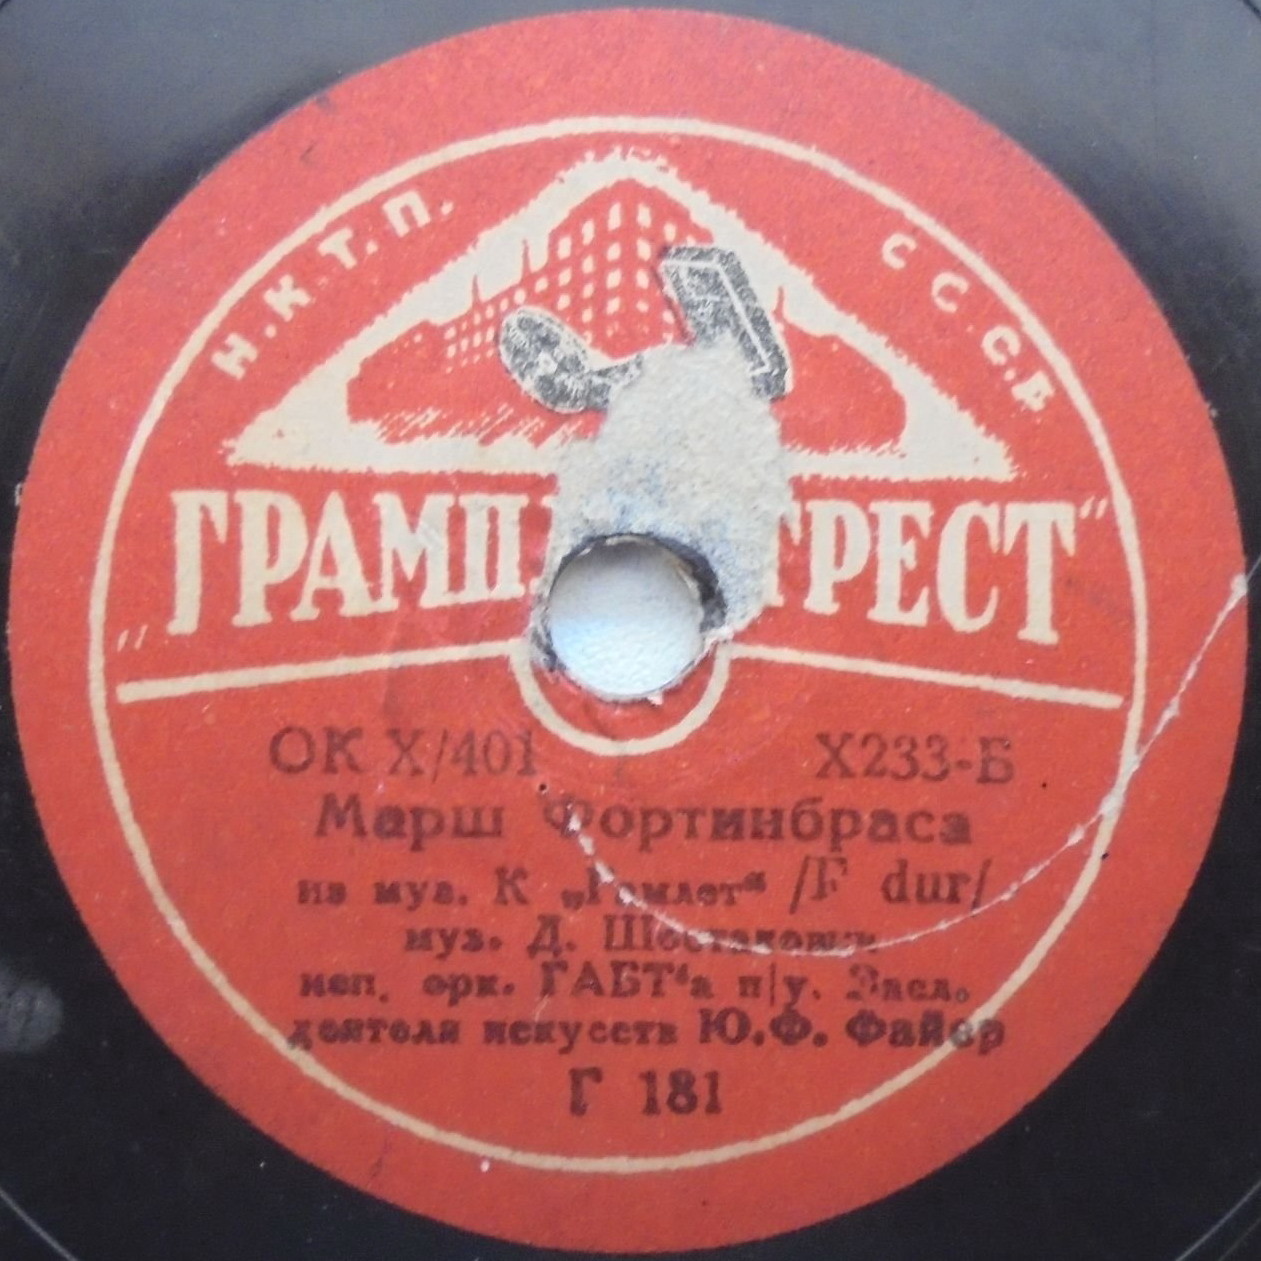 Н.К.Т.П. С С.С.Р
„ГРАМП ТРЕСТ“
ОК Х/401 Х233-Б
Марш Фортинбраса
из муз. К „Гамлет“ /F dur/
муз. Д. Шостакович
исп. орк. ГАБТ‘а п/у. Засл.
деятеля искусств Ю.Ф. Файер
Г 181